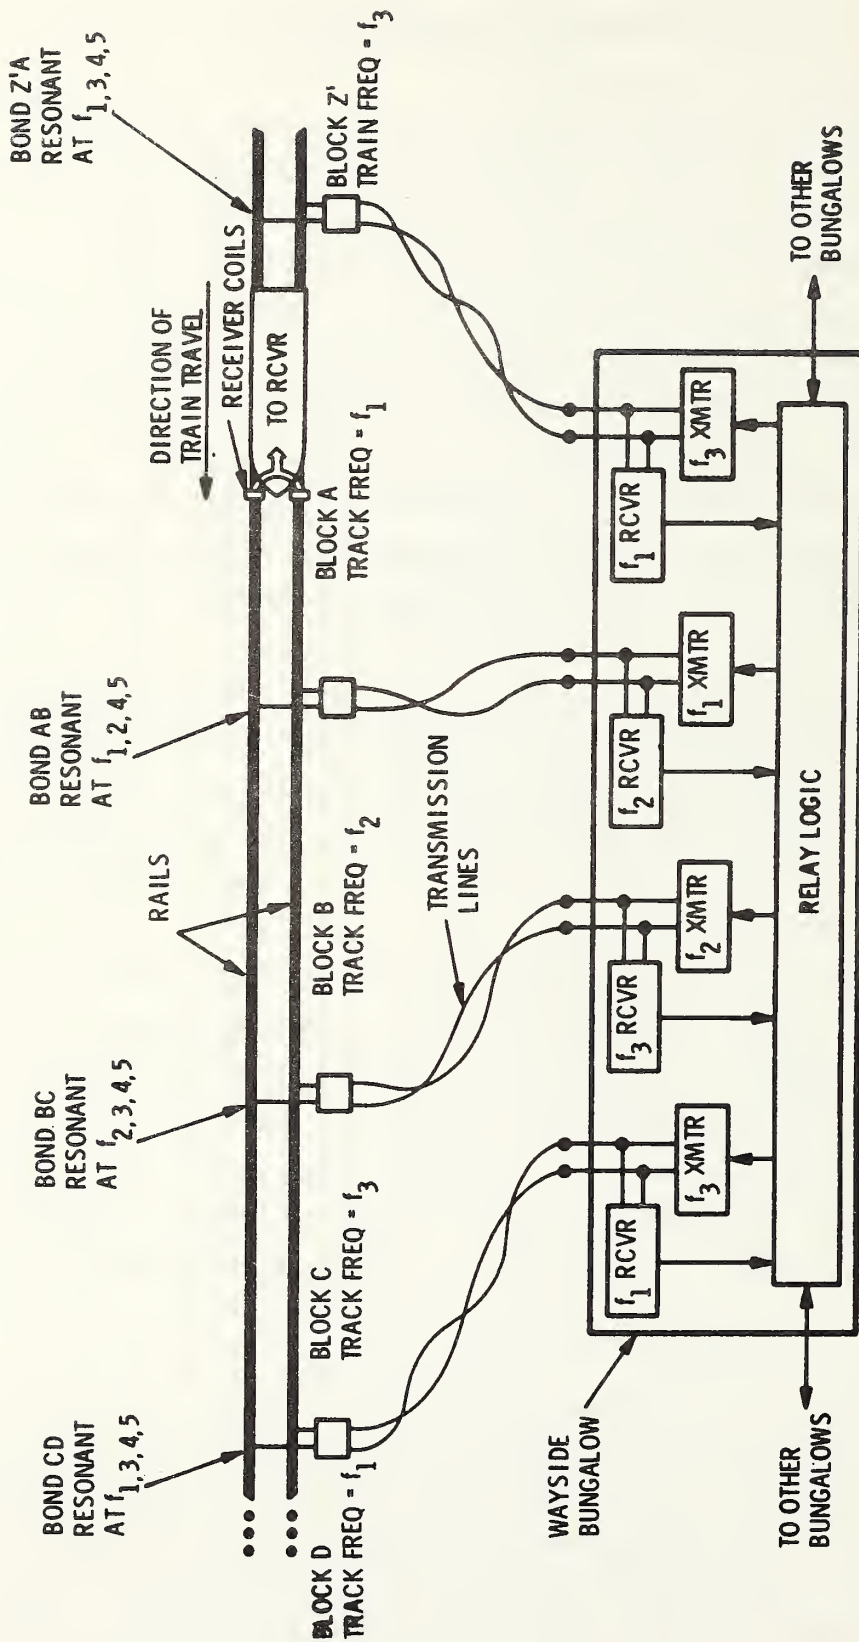 BOND CD
RESONANT
AT f1,3,4,5
BOND BC
RESONANT
AT f2,3,4,5
RAILS
BOND AB
RESONANT
AT f1,2,4,5
DIRECTION OF
TRAIN TRAVEL
RECEIVER COILS
BOND Z'A
RESONANT
AT f1,3,4,5
TO RCVR
BLOCK D
TRACK FREQ = f1
BLOCK C
TRACK FREQ = f3
BLOCK B
TRACK FREQ = f2
BLOCK A
TRACK FREQ = f1
BLOCK Z'
TRAIN FREQ = f3
TRANSMISSION
LINES
WAYSIDE
BUNGALOW
f1 RCVR
f3 XMTR
f3 RCVR
f2 XMTR
f2 RCVR
f1 XMTR
f1 RCVR
f3 XMTR
RELAY LOGIC
TO OTHER
BUNGALOWS
TO OTHER
BUNGALOWS